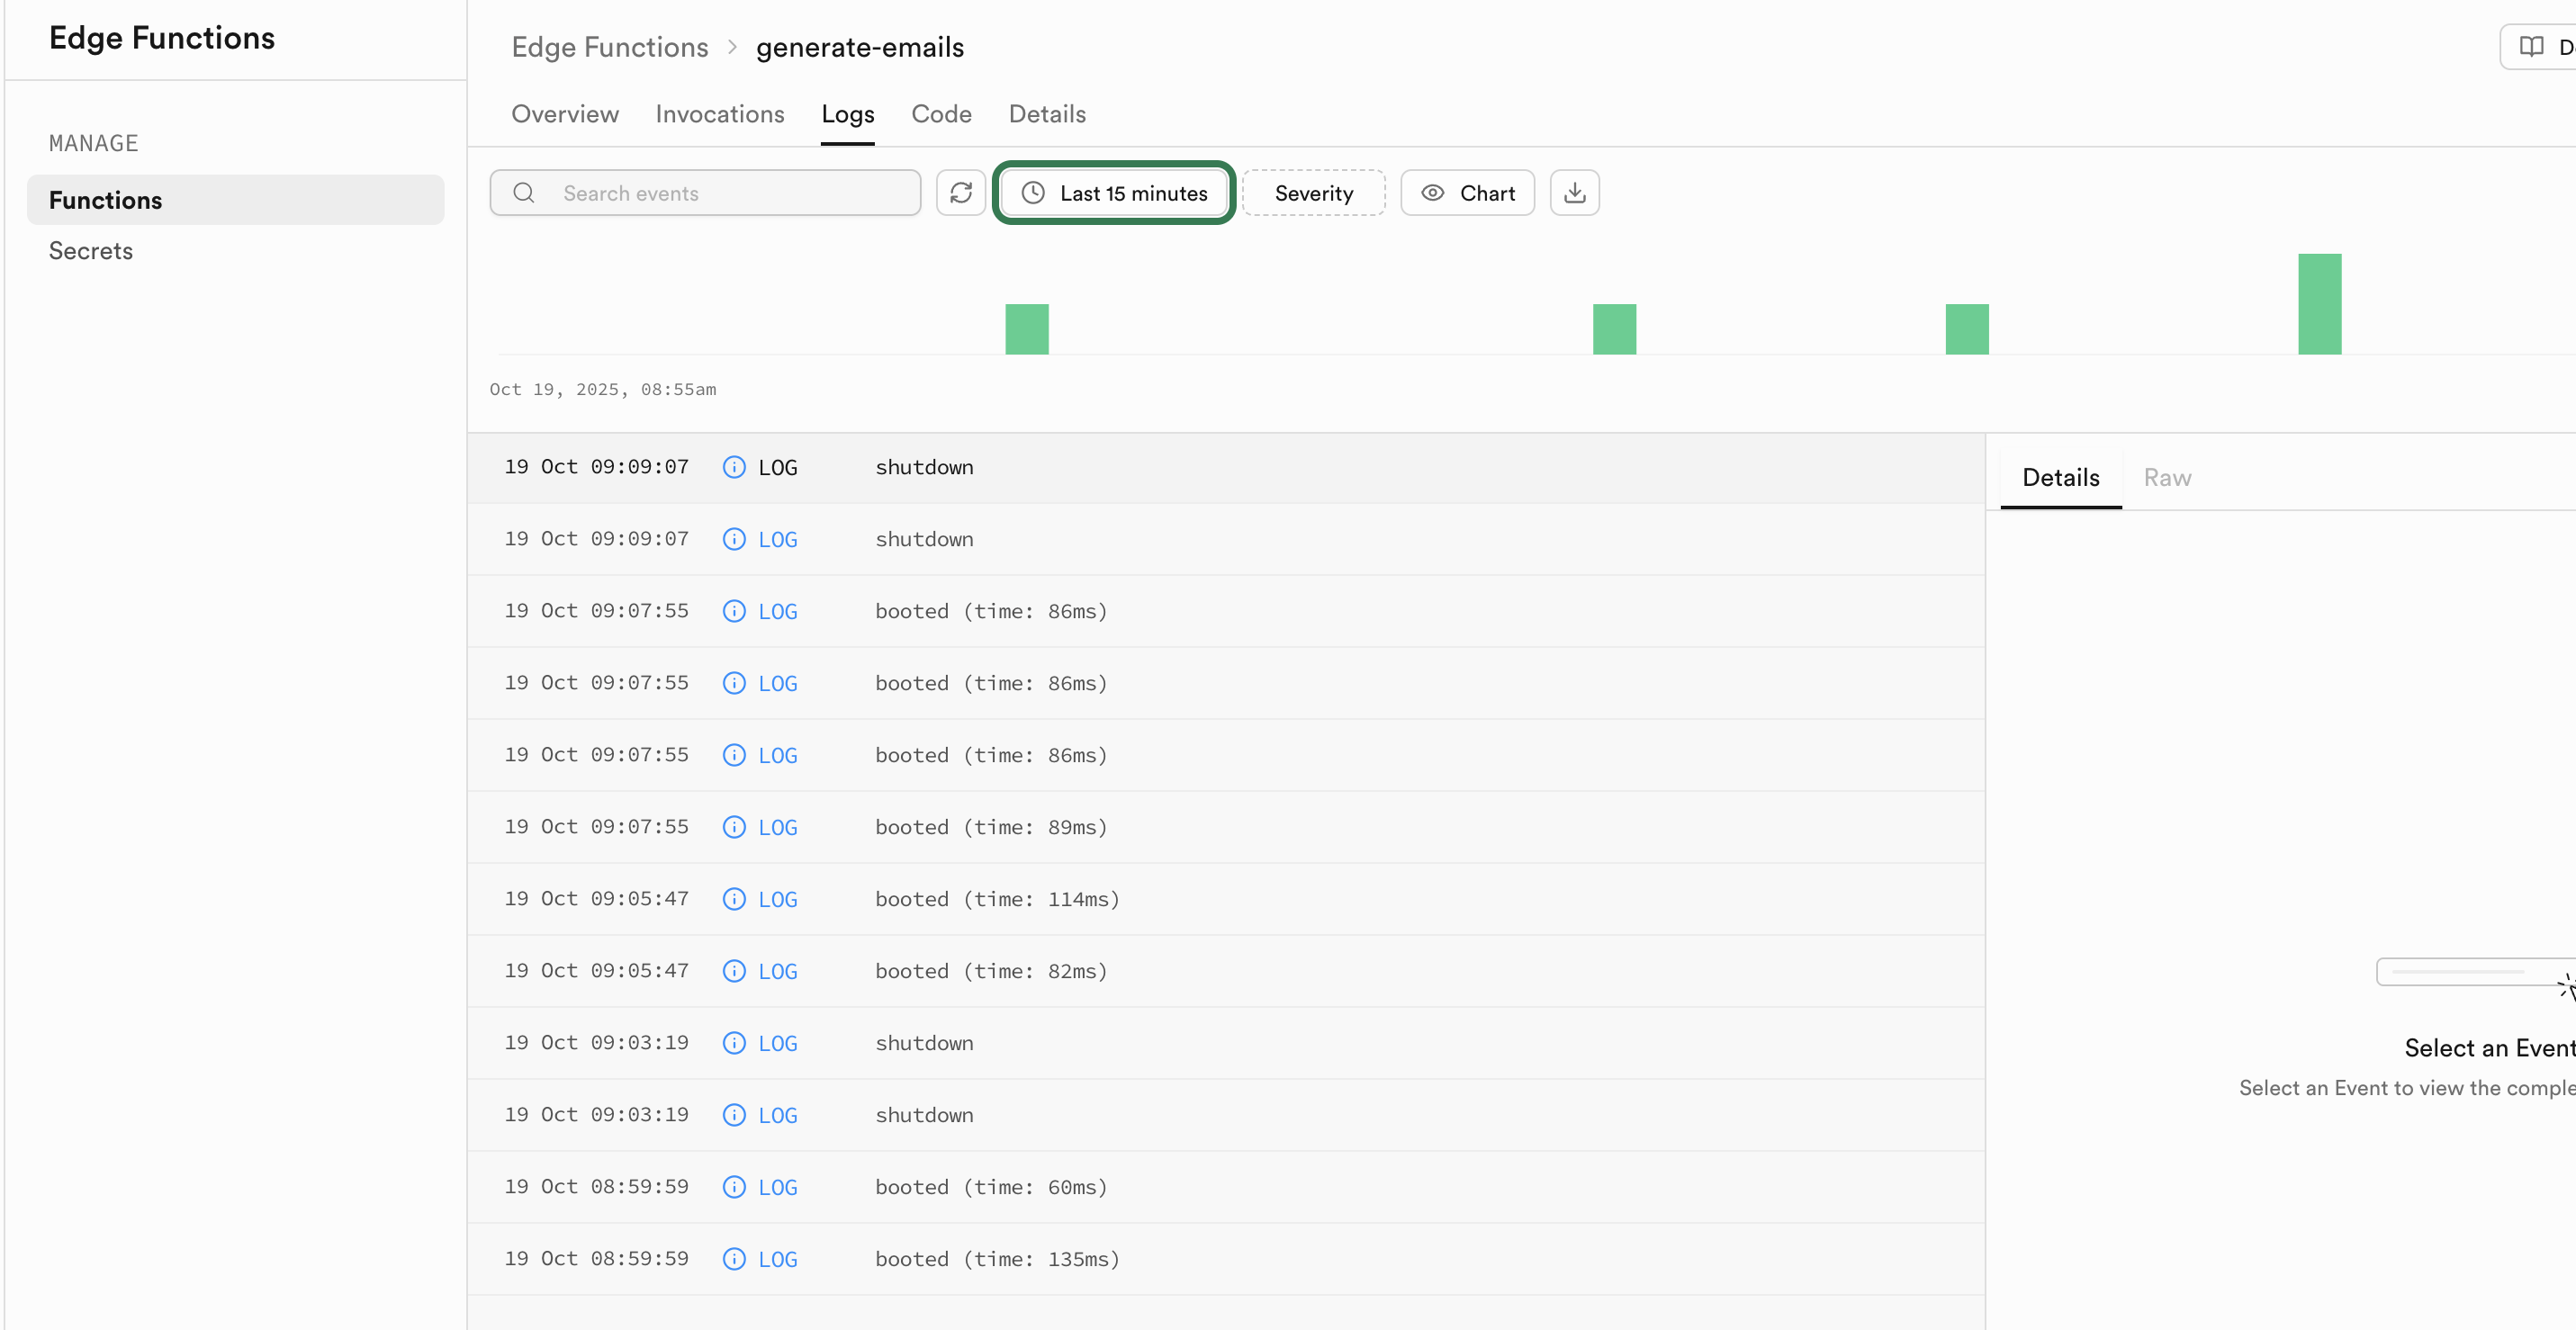 Edge Functions
MANAGE
Functions
Secrets
Edge Functions > generate-emails
Overview Invocations Logs Code Details
Search events Last 15 minutes Severity Chart
Oct 19, 2025, 08:55am
19 Oct 09:09:07 LOG shutdown
19 Oct 09:09:07 LOG shutdown
19 Oct 09:07:55 LOG booted (time: 86ms)
19 Oct 09:07:55 LOG booted (time: 86ms)
19 Oct 09:07:55 LOG booted (time: 86ms)
19 Oct 09:07:55 LOG booted (time: 89ms)
19 Oct 09:05:47 LOG booted (time: 114ms)
19 Oct 09:05:47 LOG booted (time: 82ms)
19 Oct 09:03:19 LOG shutdown
19 Oct 09:03:19 LOG shutdown
19 Oct 08:59:59 LOG booted (time: 60ms)
19 Oct 08:59:59 LOG booted (time: 135ms)
Details Raw
Select an Event
Select an Event to view the comple